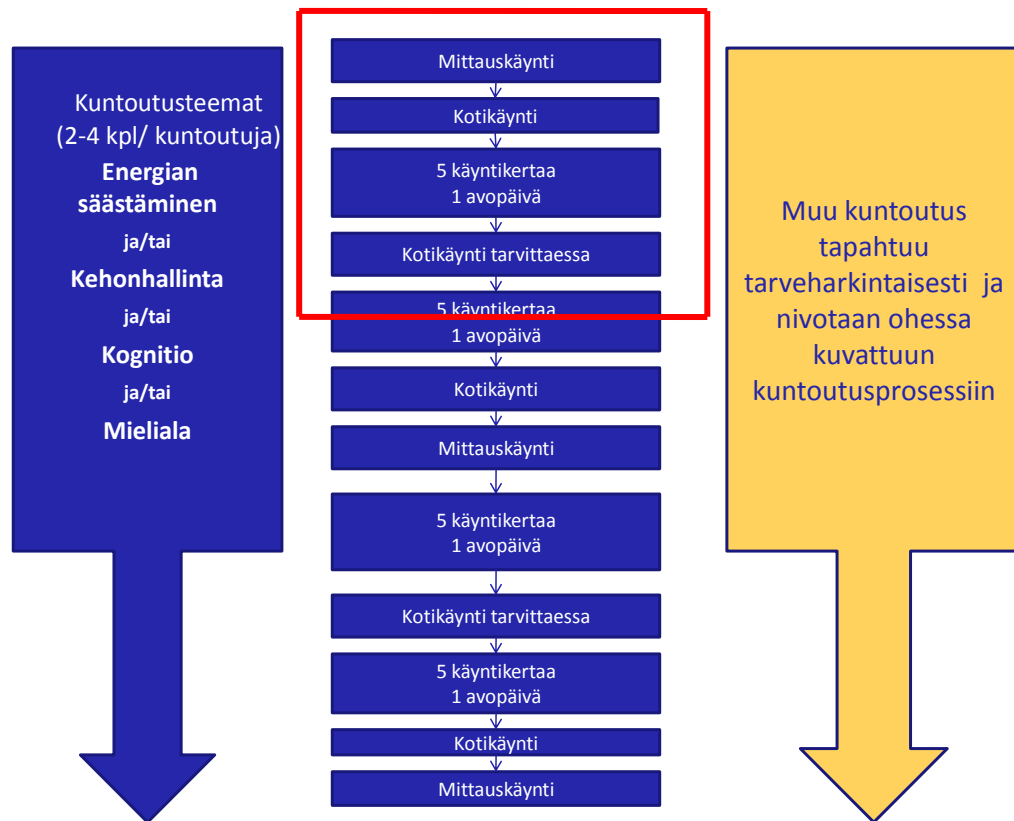 Kuntoutusteemat
(2-4 kpl/ kuntoutuja)
Energian
säästäminen
ja/tai
Kehonhallinta
ja/tai
Kognitio
ja/tai
Mieliala
Mittauskäynti
Kotikäynti
5 käyntikertaa
1 avopäivä
Kotikäynti tarvittaessa
5 käyntikertaa
1 avopäivä
Kotikäynti
Mittauskäynti
5 käyntikertaa
1 avopäivä
Kotikäynti tarvittaessa
5 käyntikertaa
1 avopäivä
Kotikäynti
Mittauskäynti
Muu kuntoutus
tapahtuu
tarveharkintaisesti ja
nivotaan ohessa
kuvattuun
kuntoutusprosessiin